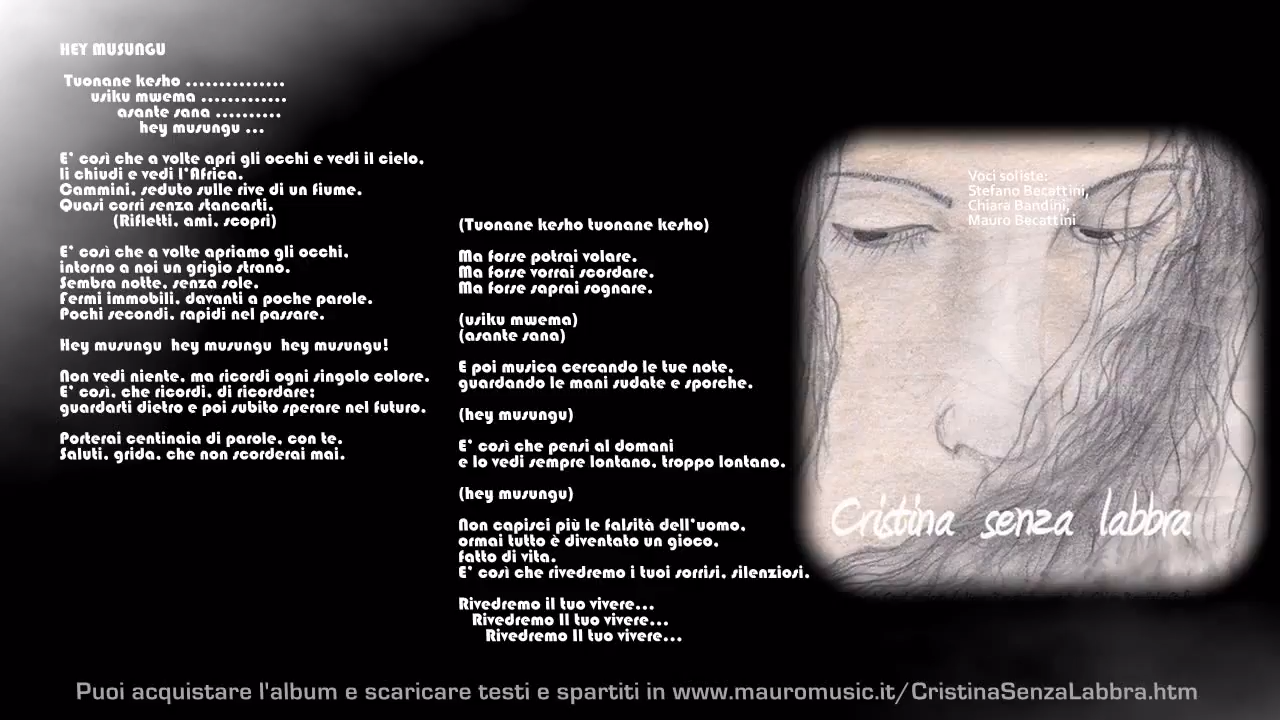 HEY MUSUNGU
Tuonane kesho ...............
usiku mwema .............
asante sana ..........
hey musungu ...
E' così che a volte apri gli occhi e vedi il cielo,
li chiudi e vedi l'Africa.
Cammini, seduto sulle rive di un fiume.
Quasi corri senza stancarti.
(Rifletti, ami, scopri)
E' così che a volte apriamo gli occhi,
intorno a noi un grigio strano.
Sembra notte, senza sole.
Fermi immobili, davanti a poche parole.
Pochi secondi, rapidi nel passare.
Hey musungu hey musungu hey musungu!
Non vedi niente, ma ricordi ogni singolo colore.
E' così, che ricordi, di ricordare;
guardarti dietro e poi subito sperare nel futuro.
Porterai centinaia di parole, con te.
Saluti, grida, che non scorderai mai.
(Tuonane kesho tuonane kesho)
Ma forse potrai volare.
Ma forse vorrai scordare.
Ma forse saprai sognare.
(usiku mwema)
(asante sana)
E poi musica cercando le tue note,
guardando le mani sudate e sporche.
(hey musungu)
E' così che pensi al domani
e lo vedi sempre lontano, troppo lontano.
(hey musungu)
Non capisci più le falsità dell'uomo,
ormai tutto è diventato un gioco,
fatto di vita.
E' così che rivedremo i tuoi sorrisi, silenziosi.
Rivedremo il tuo vivere...
Rivedremo Il tuo vivere...
Rivedremo Il tuo vivere...
Voci soliste:
Stefano Becattini,
Chiara Bandini,
Mauro Becattini
Cristina senza labbra
Puoi acquistare l'album e scaricare testi e spartiti in www.mauromusic.it/CristinaSenzaLabbra.htm